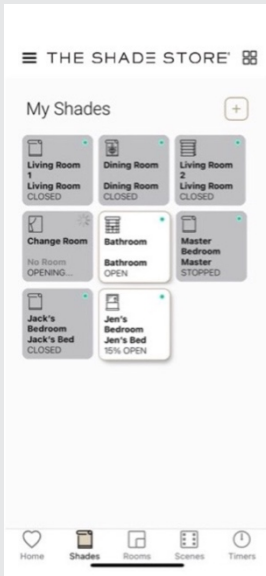 THE SHADE STORE
My Shades
+
Living Room
1
Living Room
CLOSED
Dining Room
Dining Room
CLOSED
Living Room
2
Living Room
CLOSED
Change Room
No Room
OPENING...
Bathroom
Bathroom
OPEN
Master
Bedroom
Master
STOPPED
Jack's
Bedroom
Jack's Bed
CLOSED
Jen's
Bedroom
Jen's Bed
15% OPEN
Home Shades Rooms Scenes Timers